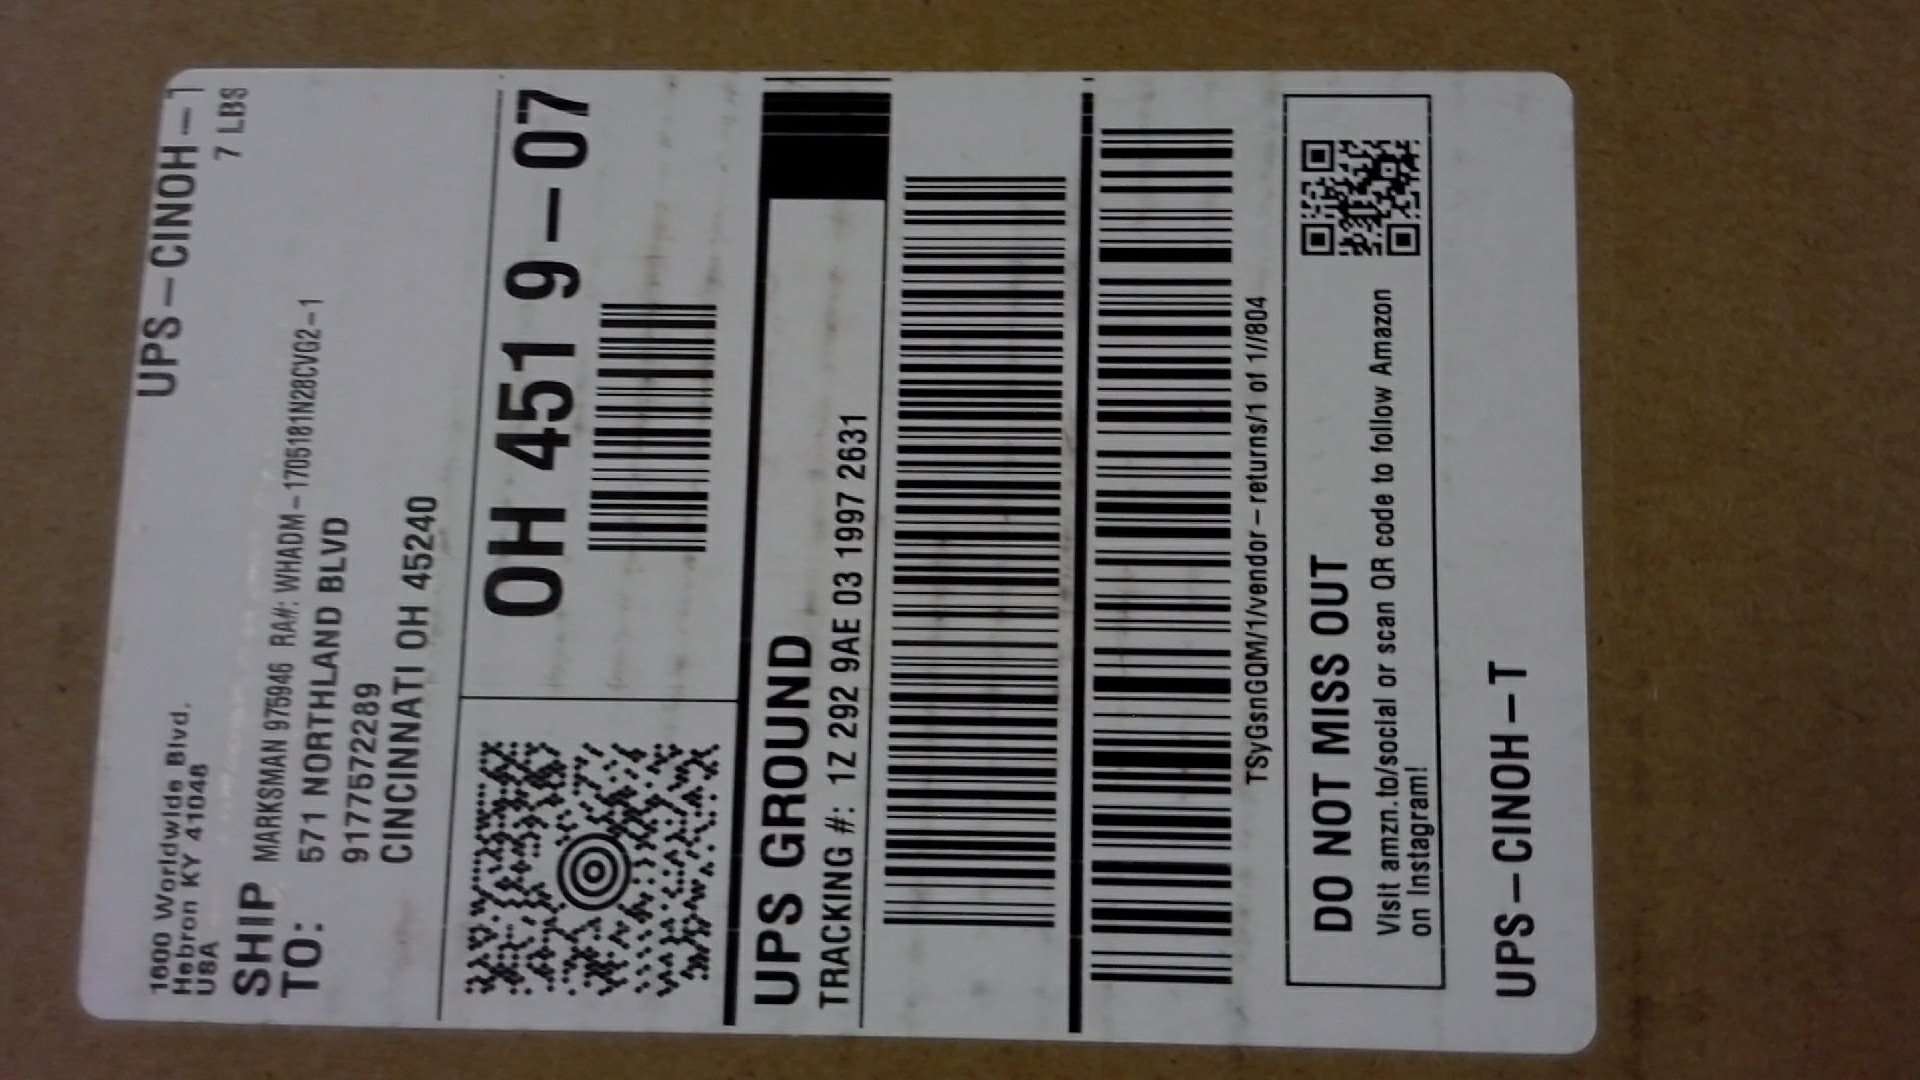 UPS-CINOH-T
7 LBS
1600 Worldwide Blvd.
Hebron KY 41048
USA
SHIP
TO:
MARKSMAN 975946 RA#: WHADM-1705181N28CVG2-1
571 NORTHLAND BLVD
9177572289
CINCINNATI OH 45240
OH 451 9-07
UPS GROUND
TRACKING #: 1Z 292 9AE 03 1997 2631
TSyGsnGQM/1/vendor-returns/1 of 1//804
DO NOT MISS OUT
Visit amzn.to/social or scan QR code to follow Amazon
on Instagram!
UPS-CINOH-T